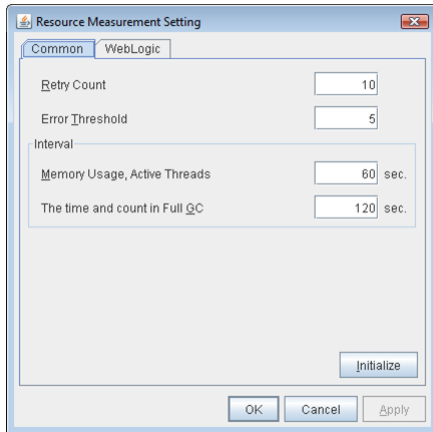 Resource Measurement Setting
Common WebLogic
Retry Count 10
Error Threshold 5
Interval
Memory Usage, Active Threads 60 sec.
The time and count in Full GC 120 sec.
Initialize
OK Cancel Apply